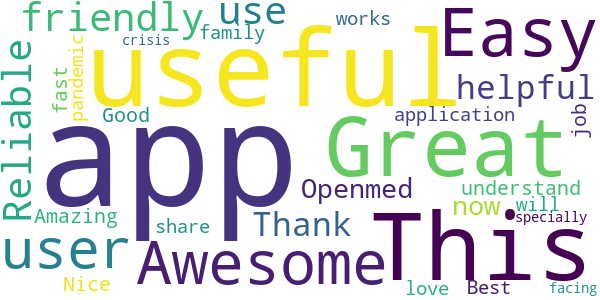 friendly
use
works
Easy
crisis
family
useful
Reliable
fast
pandemic
Good
helpful
application
job
app
Great
Openmed
understand
now
will
Amazing
share
Thank
This
specially
user
Awesome
Nice
love
Best
facing